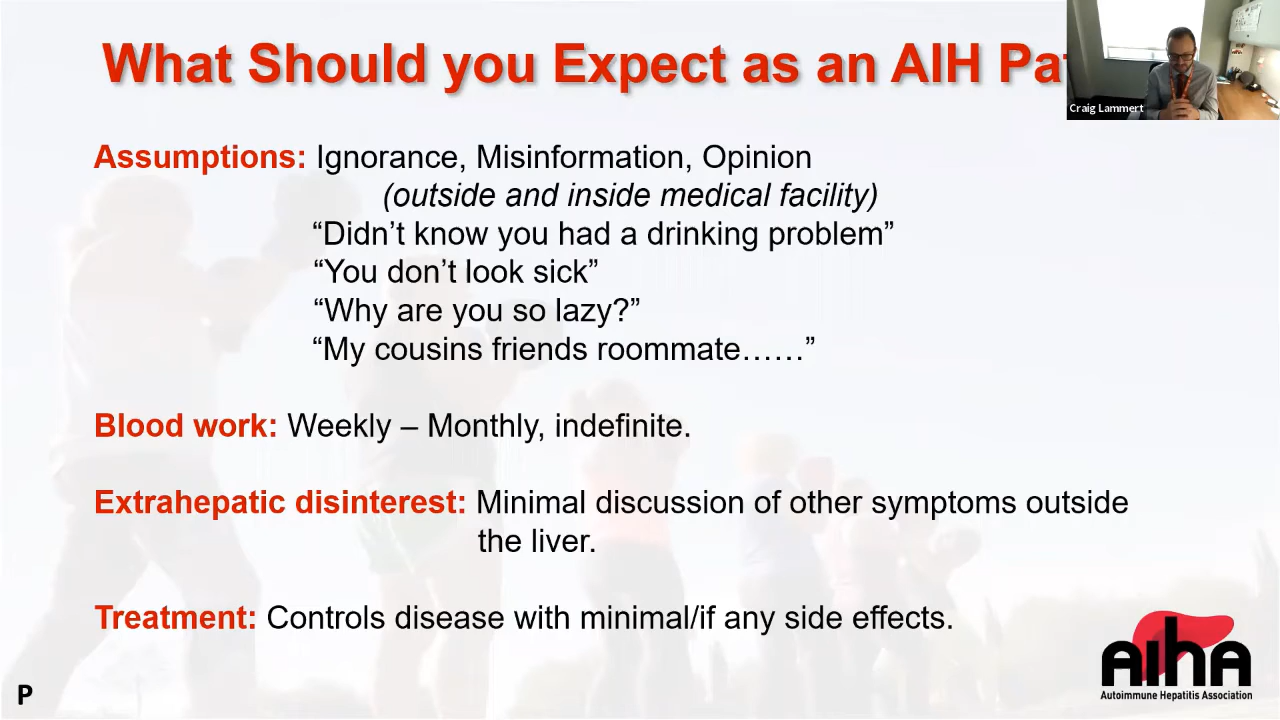 What Should you Expect as an AIH Pa
Craig Lammert
Assumptions: Ignorance, Misinformation, Opinion
(outside and inside medical facility)
“Didn’t know you had a drinking problem”
“You don’t look sick”
“Why are you so lazy?”
“My cousins friends roommate……”
Blood work: Weekly – Monthly, indefinite.
Extrahepatic disinterest: Minimal discussion of other symptoms outside
the liver.
Treatment: Controls disease with minimal/if any side effects.
AIHA
Autoimmune Hepatitis Association
P